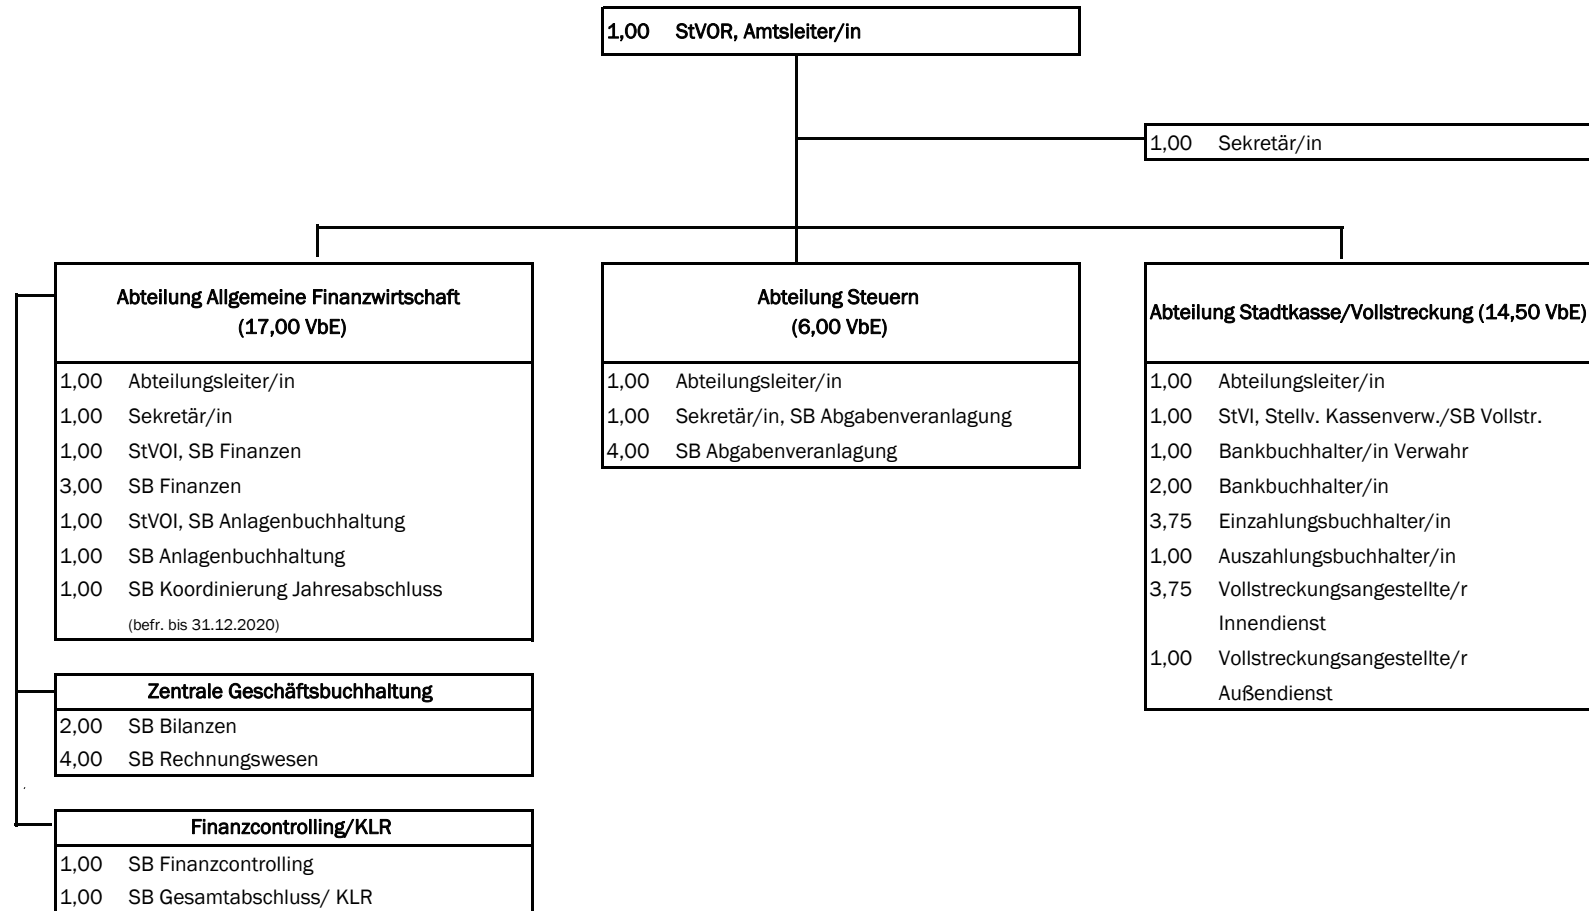 1,00 StVOR, Amtsleiter/in
1,00 Sekretär/in
Abteilung Allgemeine Finanzwirtschaft
(17,00 VbE)
1,00 Abteilungsleiter/in
1,00 Sekretär/in
1,00 StVOI, SB Finanzen
3,00 SB Finanzen
1,00 StVOI, SB Anlagenbuchhaltung
1,00 SB Anlagenbuchhaltung
1,00 SB Koordinierung Jahresabschluss
(befr. bis 31.12.2020)
Zentrale Geschäftsbuchhaltung
2,00 SB Bilanzen
4,00 SB Rechnungswesen
Finanzcontrolling/KLR
1,00 SB Finanzcontrolling
1,00 SB Gesamtabschluss/ KLR
Abteilung Steuern
(6,00 VbE)
1,00 Abteilungsleiter/in
1,00 Sekretär/in, SB Abgabenveranlagung
4,00 SB Abgabenveranlagung
Abteilung Stadtkasse/Vollstreckung (14,50 VbE)
1,00 Abteilungsleiter/in
1,00 StVI, Stellv. Kassenverw./SB Vollstr.
1,00 Bankbuchhalter/in Verwahr
2,00 Bankbuchhalter/in
3,75 Einzahlungsbuchhalter/in
1,00 Auszahlungsbuchhalter/in
3,75 Vollstreckungsangestellte/r
Innendienst
1,00 Vollstreckungsangestellte/r
Außendienst